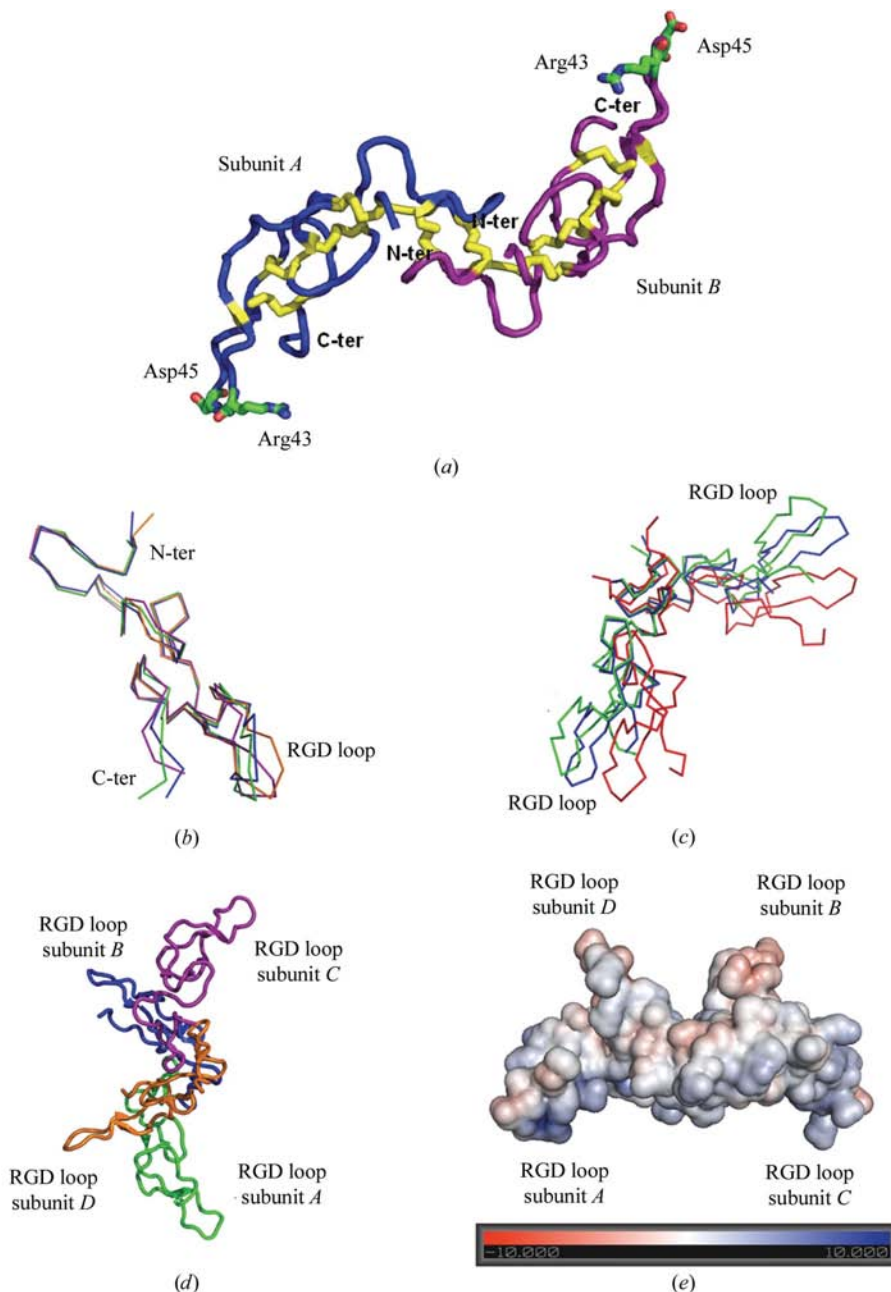 Asp45
Arg43
C-ter
Subunit A
N-ter
N-ter
Subunit B
C-ter
Asp45
Arg43
(a)
RGD loop
N-ter
RGD loop
C-ter
RGD loop
(b)
(c)
RGD loop
subunit B
RGD loop
subunit C
RGD loop
subunit D
RGD loop
subunit A
(d)
RGD loop
subunit D
RGD loop
subunit B
RGD loop
subunit A
RGD loop
subunit C
-10.000
10.000
(e)